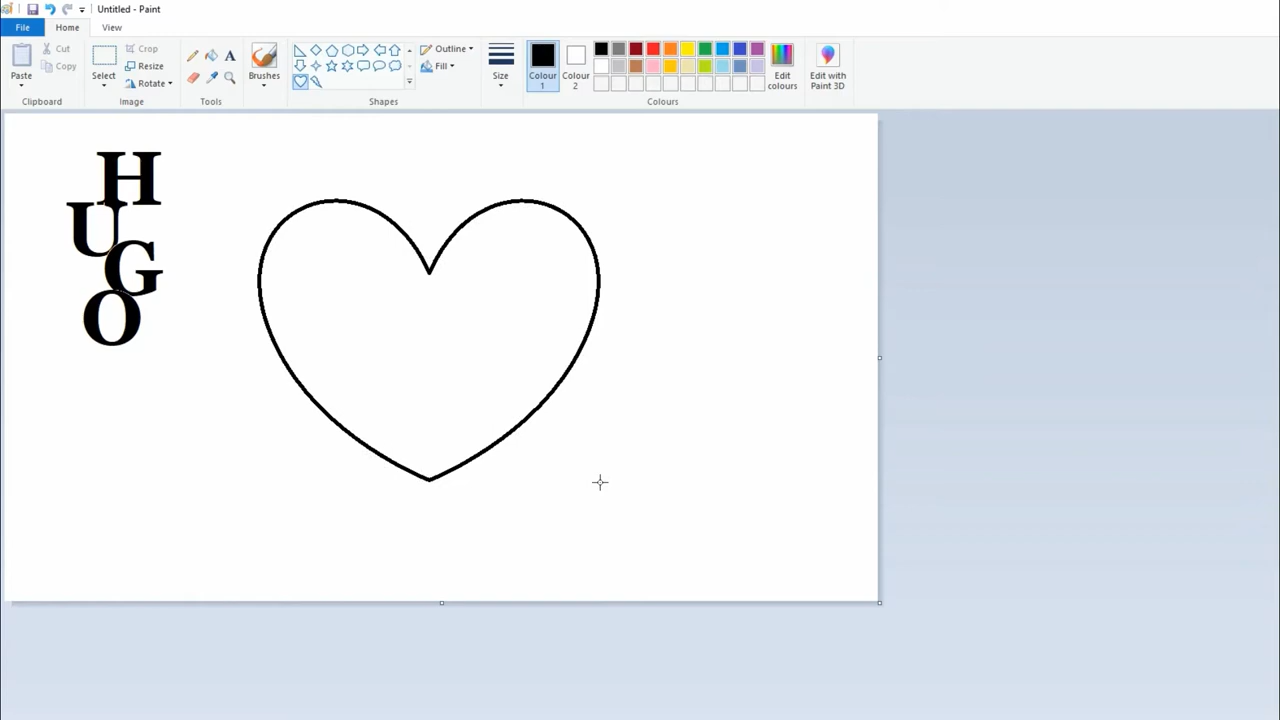 Untitled - Paint
File Home View
Paste Cut Copy Clipboard
Select Crop Resize Rotate Image
A Tools
Brushes
Shapes Outline Fill
Size
Colour 1
Colour 2
Colours
Edit colours
Edit with Paint 3D
H
U
G
O